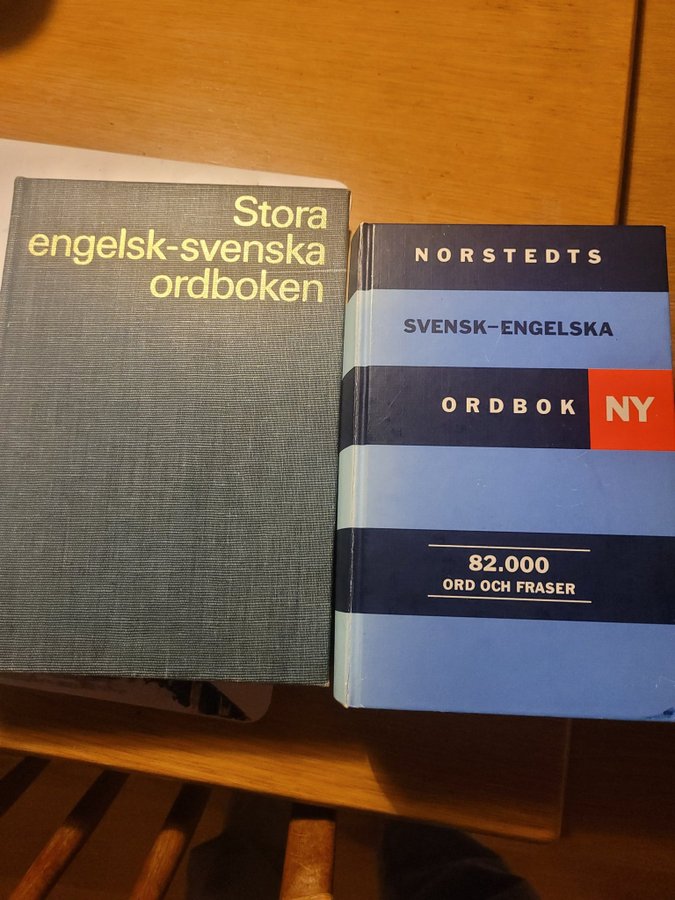 Stora
engelsk-svenska
ordboken
NORSTEDTS
SVENSK–ENGELSKA
ORDBOK NY
82.000
ORD OCH FRASER